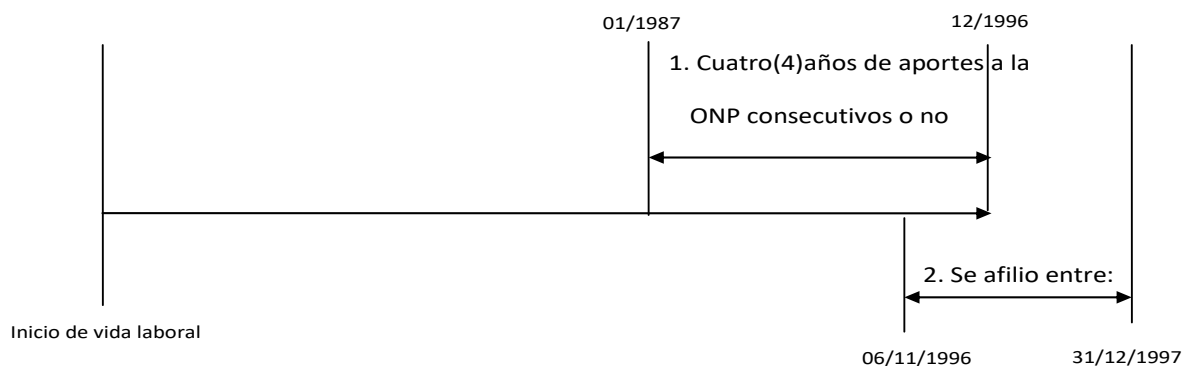 01/1987
12/1996
1. Cuatro(4)años de aportes a la
ONP consecutivos o no
2. Se afilio entre:
Inicio de vida laboral
06/11/1996
31/12/1997